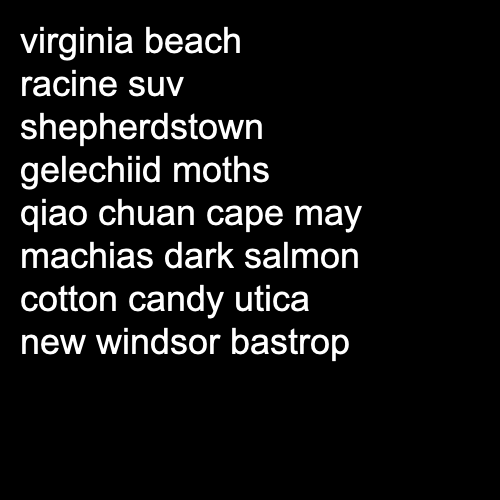 virginia beach
racine suv
shepherdstown
gelechiid moths
qiao chuan cape may
machias dark salmon
cotton candy utica
new windsor bastrop